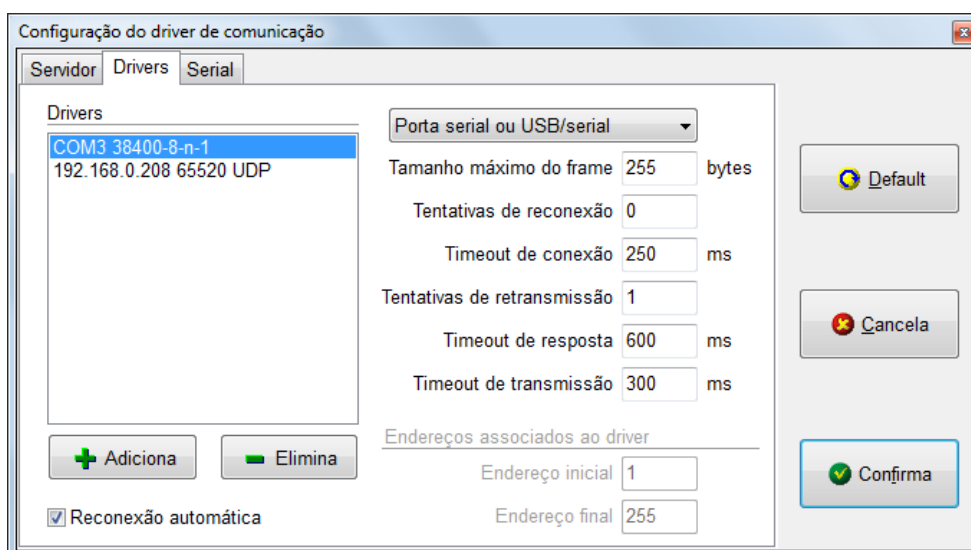 Configuração do driver de comunicação
Servidor Drivers Serial
Drivers
COM3 38400-8-n-1
192.168.0.208 65520 UDP
Adiciona Elimina
Reconexão automática
Porta serial ou USB/serial
Tamanho máximo do frame 255 bytes
Tentativas de reconexão 0
Timeout de conexão 250 ms
Tentativas de retransmissão 1
Timeout de resposta 600 ms
Timeout de transmissão 300 ms
Endereços associados ao driver
Endereço inicial 1
Endereço final 255
Default
Cancela
Confirma